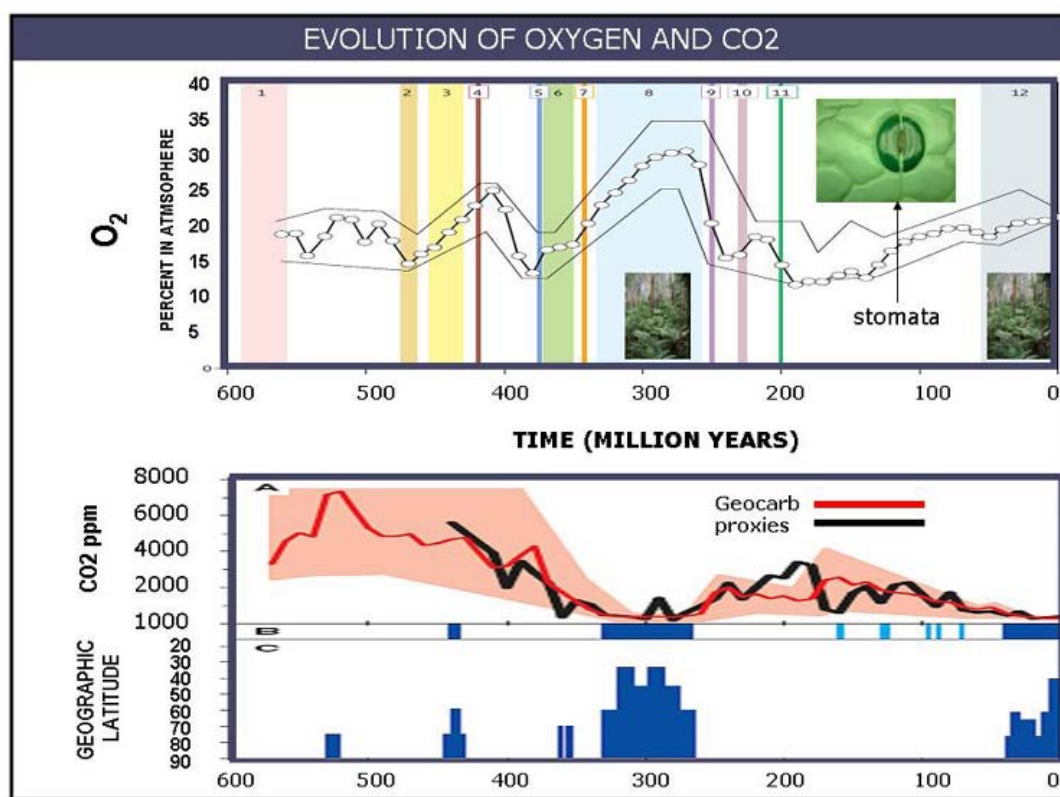 EVOLUTION OF OXYGEN AND CO2
40
35
30
25
20
15
10
5
0
O2
PERCENT IN ATMSOPHERE
1 2 3 4 5 6 7 8 9 10 11 12
stomata
600 500 400 300 200 100 0
TIME (MILLION YEARS)
8000
6000
4000
2000
1000
CO2 ppm
A
Geocarb
proxies
B
C
20
30
40
50
60
70
80
90
GEOGRAPHIC
LATITUDE
600 500 400 300 200 100 0